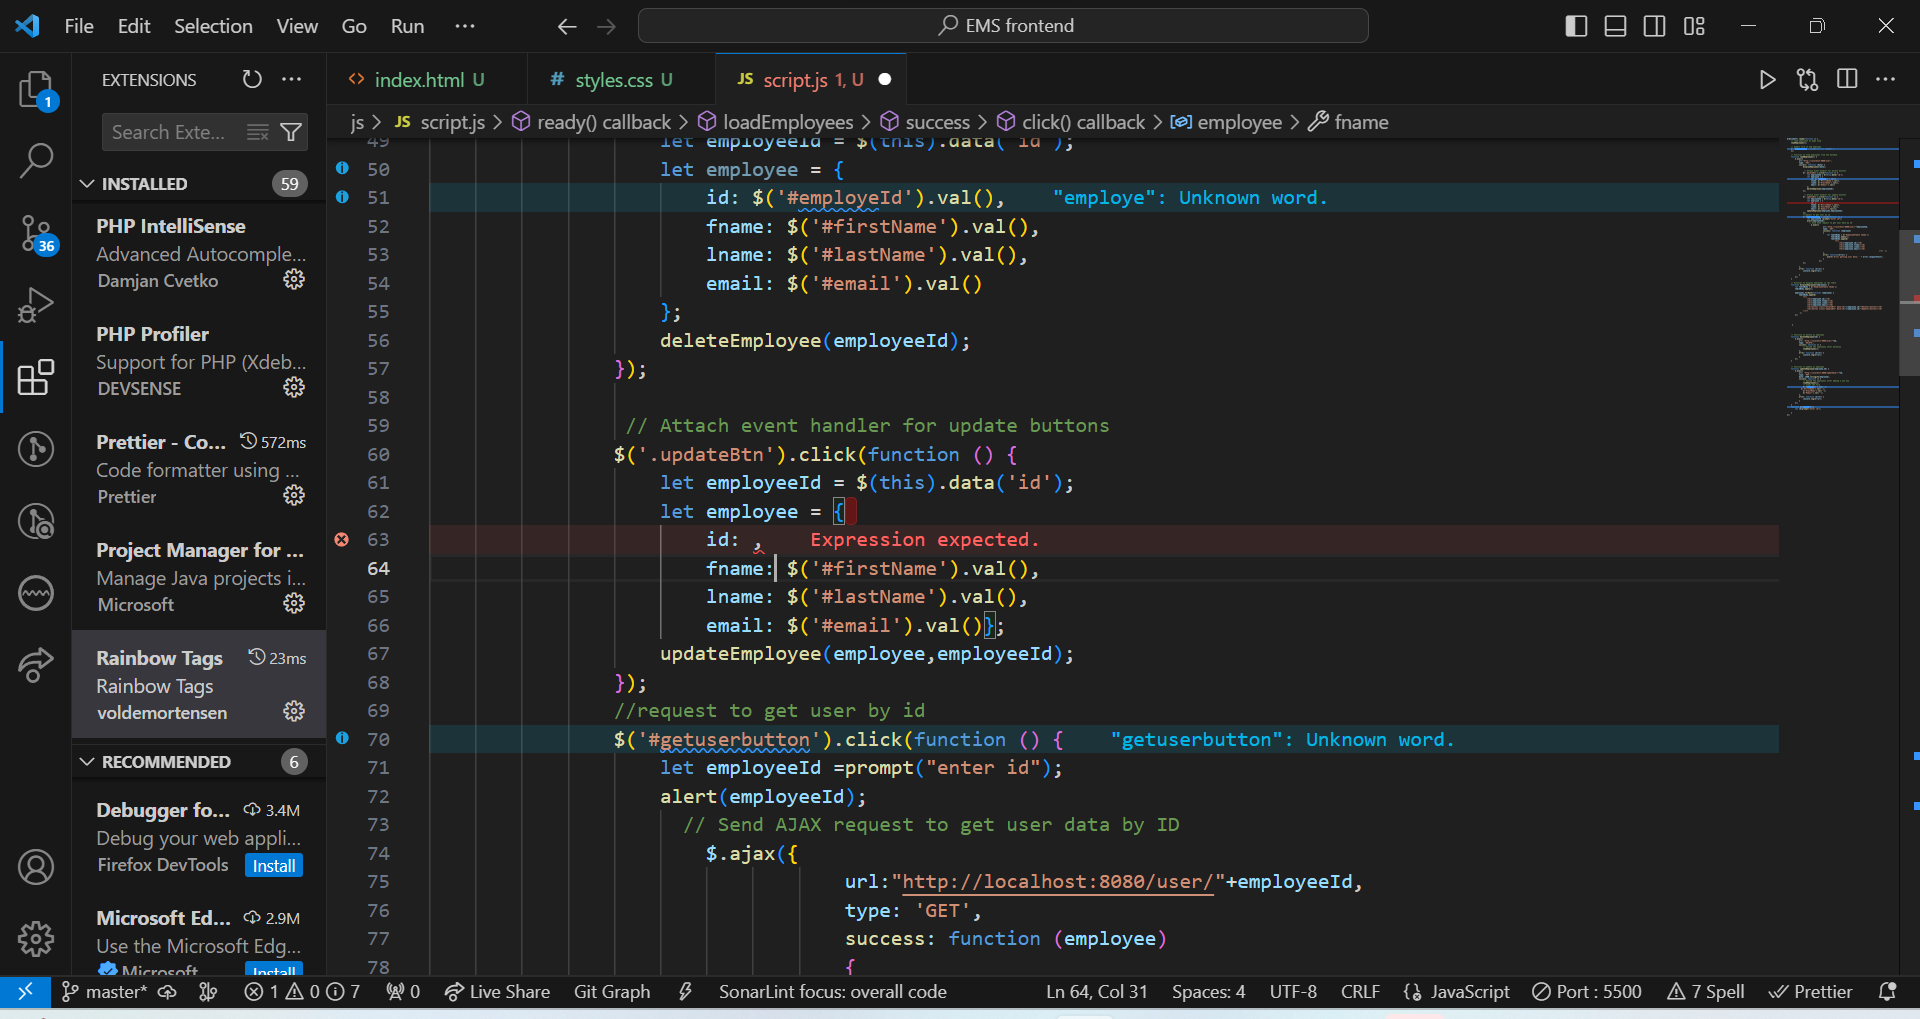 File Edit Selection View Go Run ···
EMS frontend
EXTENSIONS
index.html U
# styles.css U
JS script.js 1, U
js > JS script.js > ready() callback > loadEmployees > success > click() callback > employee > fname
1
Search Exte...
INSTALLED 59
PHP IntelliSense
Advanced Autocomple...
Damjan Cvetko
36
PHP Profiler
Support for PHP (Xdeb...
DEVSENSE
Prettier - Co... 572ms
Code formatter using ...
Prettier
Project Manager for ...
Manage Java projects i...
Microsoft
Rainbow Tags 23ms
Rainbow Tags
voldemortensen
RECOMMENDED 6
Debugger fo... 3.4M
Debug your web appli...
Firefox DevTools Install
Microsoft Ed... 2.9M
Use the Microsoft Edg...
Microsoft Install
49 let employeeId = $(this).data('id');
50 let employee = {
51 id: $('#employeId').val(), "employe": Unknown word.
52 fname: $('#firstName').val(),
53 lname: $('#lastName').val(),
54 email: $('#email').val()
55 };
56 deleteEmployee(employeeId);
57 });
58
59 // Attach event handler for update buttons
60 $('.updateBtn').click(function () {
61 let employeeId = $(this).data('id');
62 let employee = {
63 id: , Expression expected.
64 fname: $('#firstName').val(),
65 lname: $('#lastName').val(),
66 email: $('#email').val()};
67 updateEmployee(employee,employeeId);
68 });
69 //request to get user by id
70 $('#getuserbutton').click(function () { "getuserbutton": Unknown word.
71 let employeeId =prompt("enter id");
72 alert(employeeId);
73 // Send AJAX request to get user data by ID
74 $.ajax({
75 url:"http://localhost:8080/user/"+employeeId,
76 type: 'GET',
77 success: function (employee)
78 {
master* 1 0 7 0 Live Share Git Graph SonarLint focus: overall code Ln 64, Col 31 Spaces: 4 UTF-8 CRLF {} JavaScript Port : 5500 7 Spell Prettier